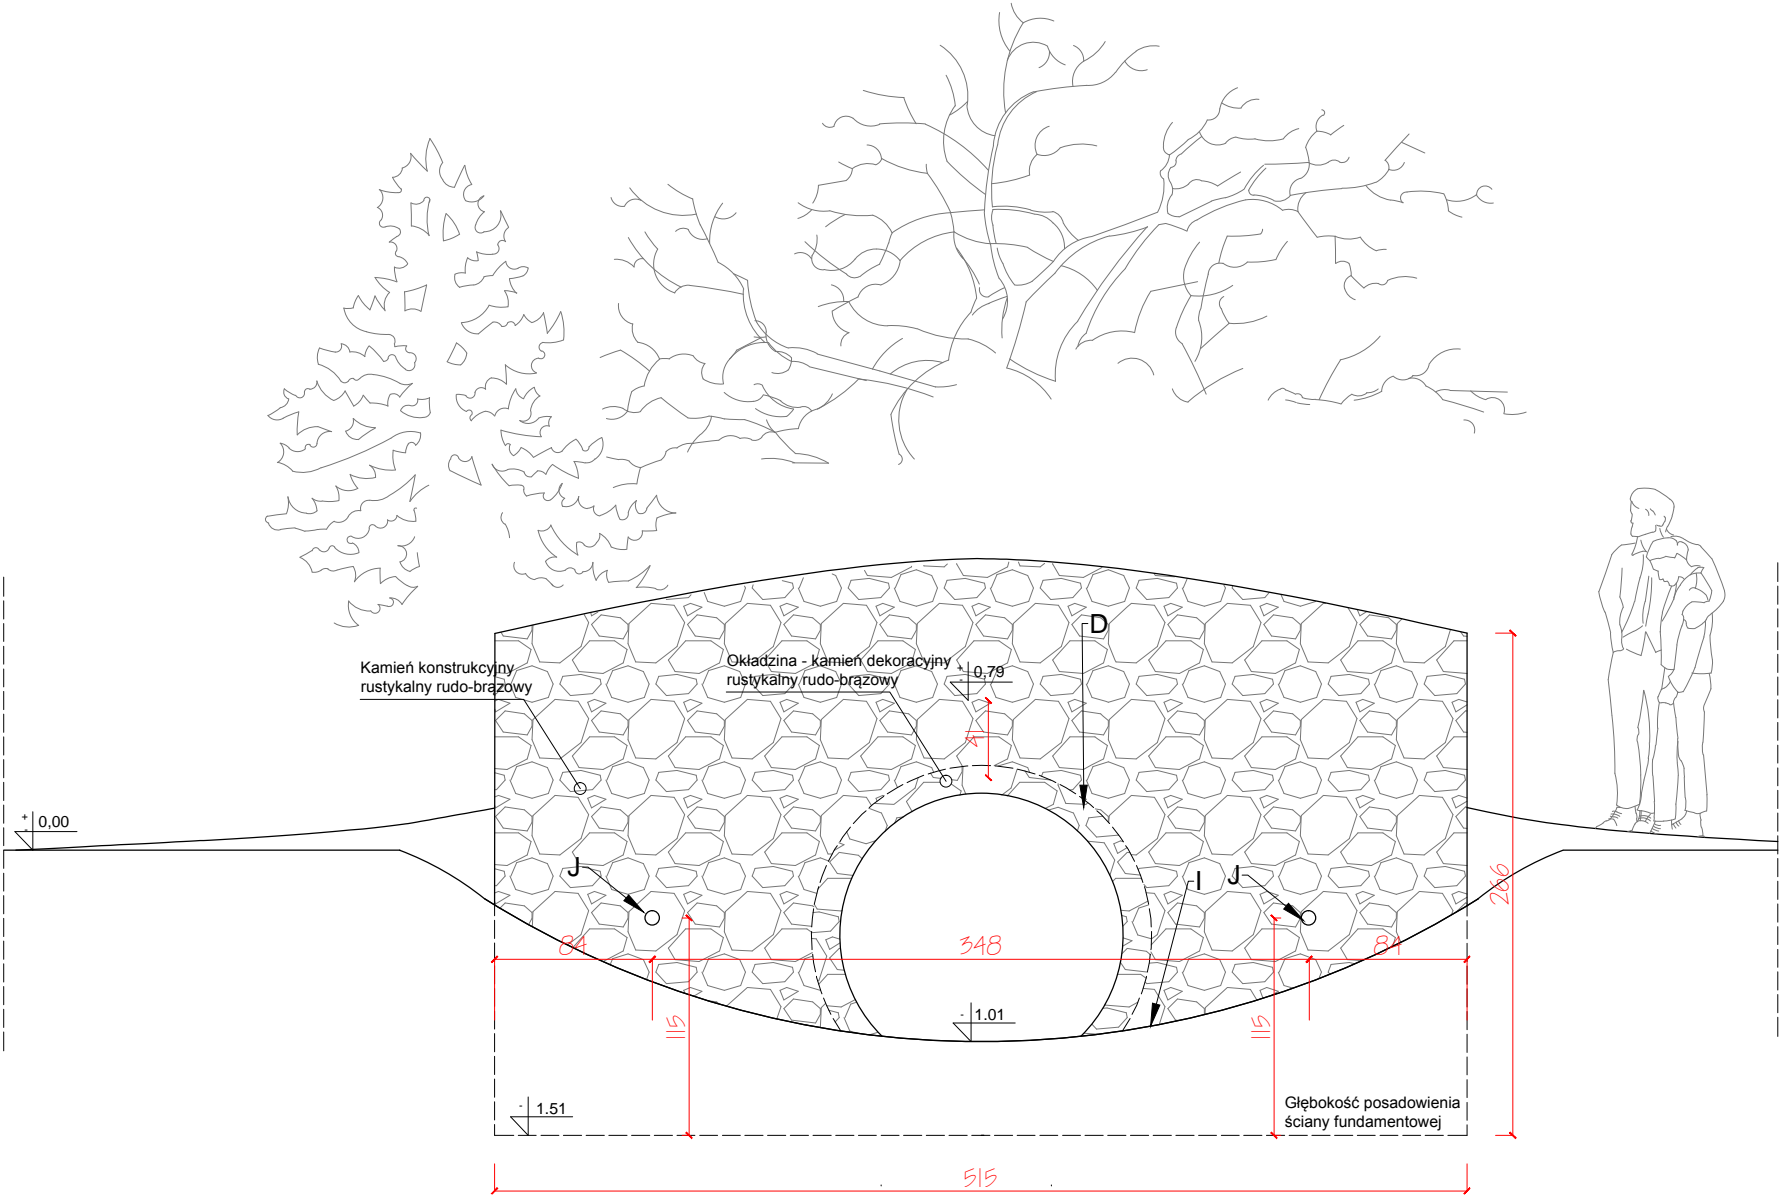 D
Kamień konstrukcyjny
rustykalny rudo-brązowy
Okładzina - kamień dekoracyjny
rustykalny rudo-brązowy
+
- 0,79
+
- 0,00
J
I
J
266
84
348
84
- 1.01
115
115
- 1.51
Głębokość posadowienia
ściany fundamentowej
515